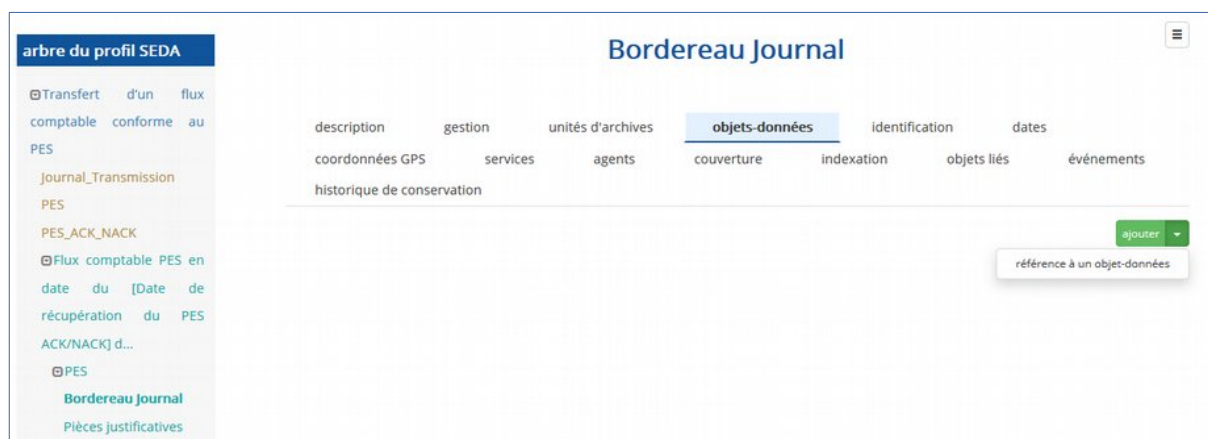 arbre du profil SEDA
Transfert d'un flux
comptable conforme au
PES
Journal_Transmission
PES
PES_ACK_NACK
Flux comptable PES en
date du [Date de
récupération du PES
ACK/NACK] d...
PES
Bordereau Journal
Pièces justificatives
Bordereau Journal
description gestion unités d'archives objets-données identification dates
coordonnées GPS services agents couverture indexation objets liés événements
historique de conservation
ajouter
référence à un objet-données